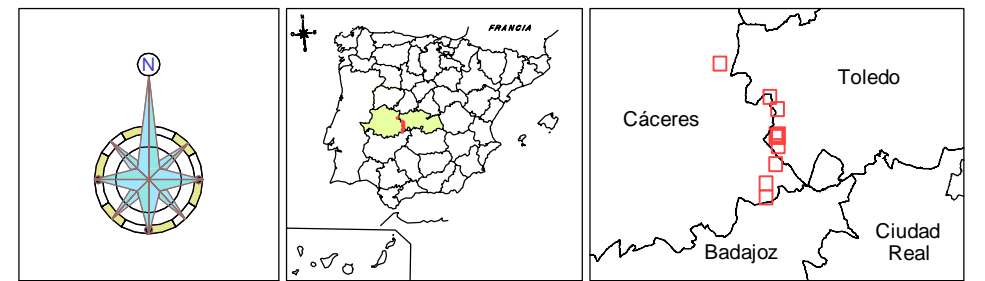 N
FRANCIA
Toledo
Cáceres
Badajoz
Ciudad
Real